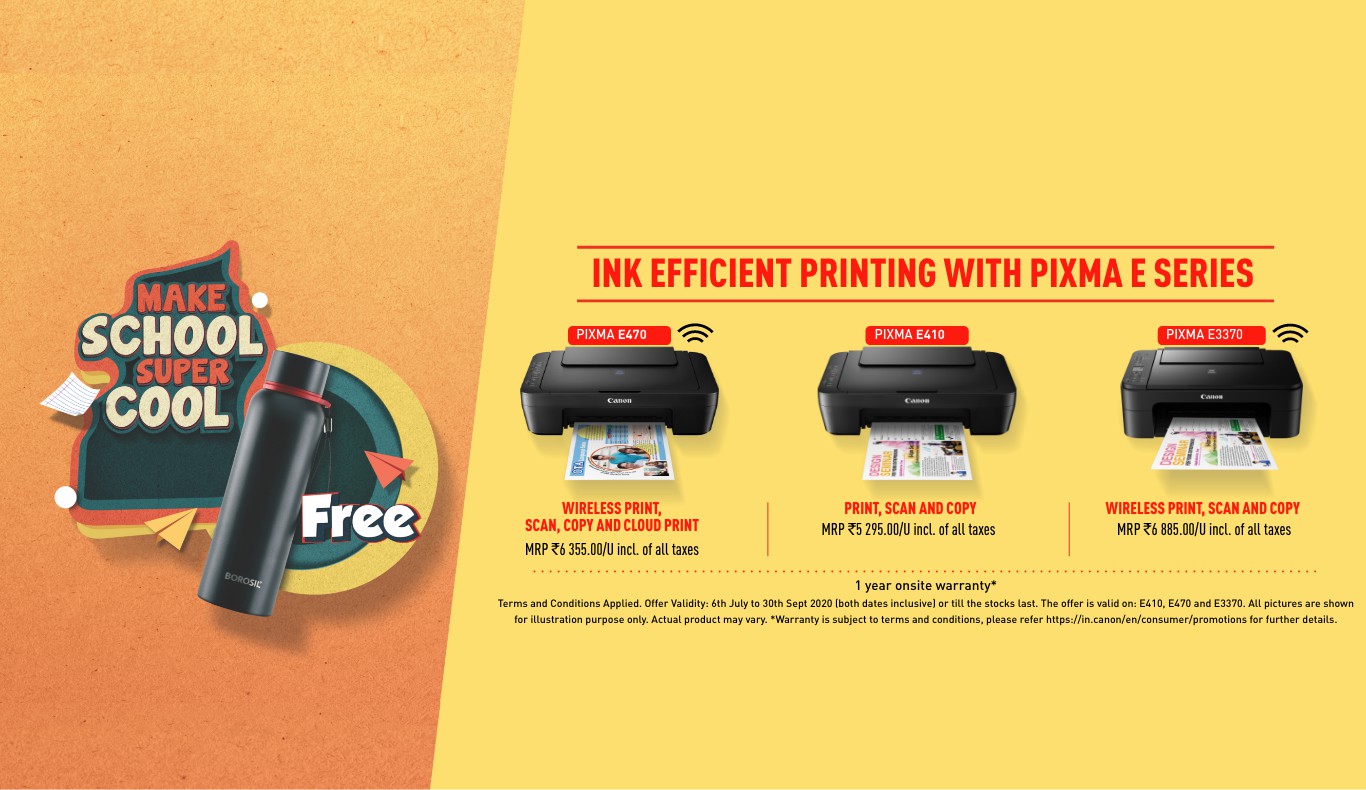 MAKE
SCHOOL
SUPER
COOL
Free
BOROSIL
INK EFFICIENT PRINTING WITH PIXMA E SERIES
PIXMA E470
PIXMA E410
PIXMA E3370
Canon
Canon
Canon
DESIGN
SEMINAR
DESIGN
SEMINAR
WIRELESS PRINT,
SCAN, COPY AND CLOUD PRINT
MRP ₹6 355.00/U incl. of all taxes
PRINT, SCAN AND COPY
MRP ₹5 295.00/U incl. of all taxes
WIRELESS PRINT, SCAN AND COPY
MRP ₹6 885.00/U incl. of all taxes
1 year onsite warranty*
Terms and Conditions Applied. Offer Validity: 6th July to 30th Sept 2020 (both dates inclusive) or till the stocks last. The offer is valid on: E410, E470 and E3370. All pictures are shown
for illustration purpose only. Actual product may vary. *Warranty is subject to terms and conditions, please refer https://in.canon/en/consumer/promotions for further details.